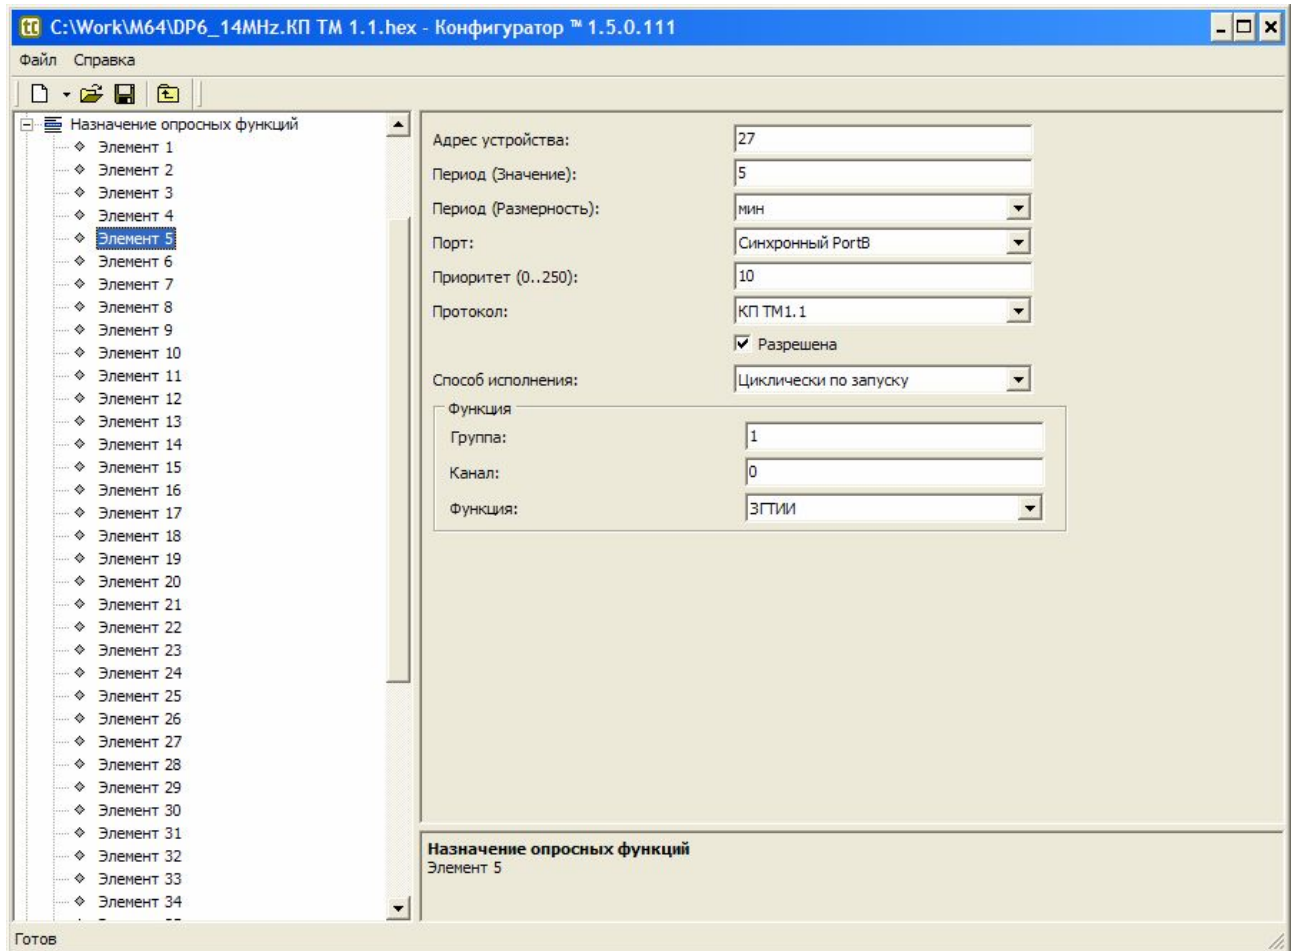 C:\Work\M64\DP6_14MHz.КП ТМ 1.1.hex - Конфигуратор ™ 1.5.0.111
Файл Справка
Назначение опросных функций
Элемент 1
Элемент 2
Элемент 3
Элемент 4
Элемент 5
Элемент 6
Элемент 7
Элемент 8
Элемент 9
Элемент 10
Элемент 11
Элемент 12
Элемент 13
Элемент 14
Элемент 15
Элемент 16
Элемент 17
Элемент 18
Элемент 19
Элемент 20
Элемент 21
Элемент 22
Элемент 23
Элемент 24
Элемент 25
Элемент 26
Элемент 27
Элемент 28
Элемент 29
Элемент 30
Элемент 31
Элемент 32
Элемент 33
Элемент 34
Адрес устройства: 27
Период (Значение): 5
Период (Размерность): мин
Порт: Синхронный PortB
Приоритет (0..250): 10
Протокол: КП ТМ1.1
Разрешена
Способ исполнения: Циклически по запуску
Функция
Группа: 1
Канал: 0
Функция: ЗГТИИ
Назначение опросных функций
Элемент 5
Готов